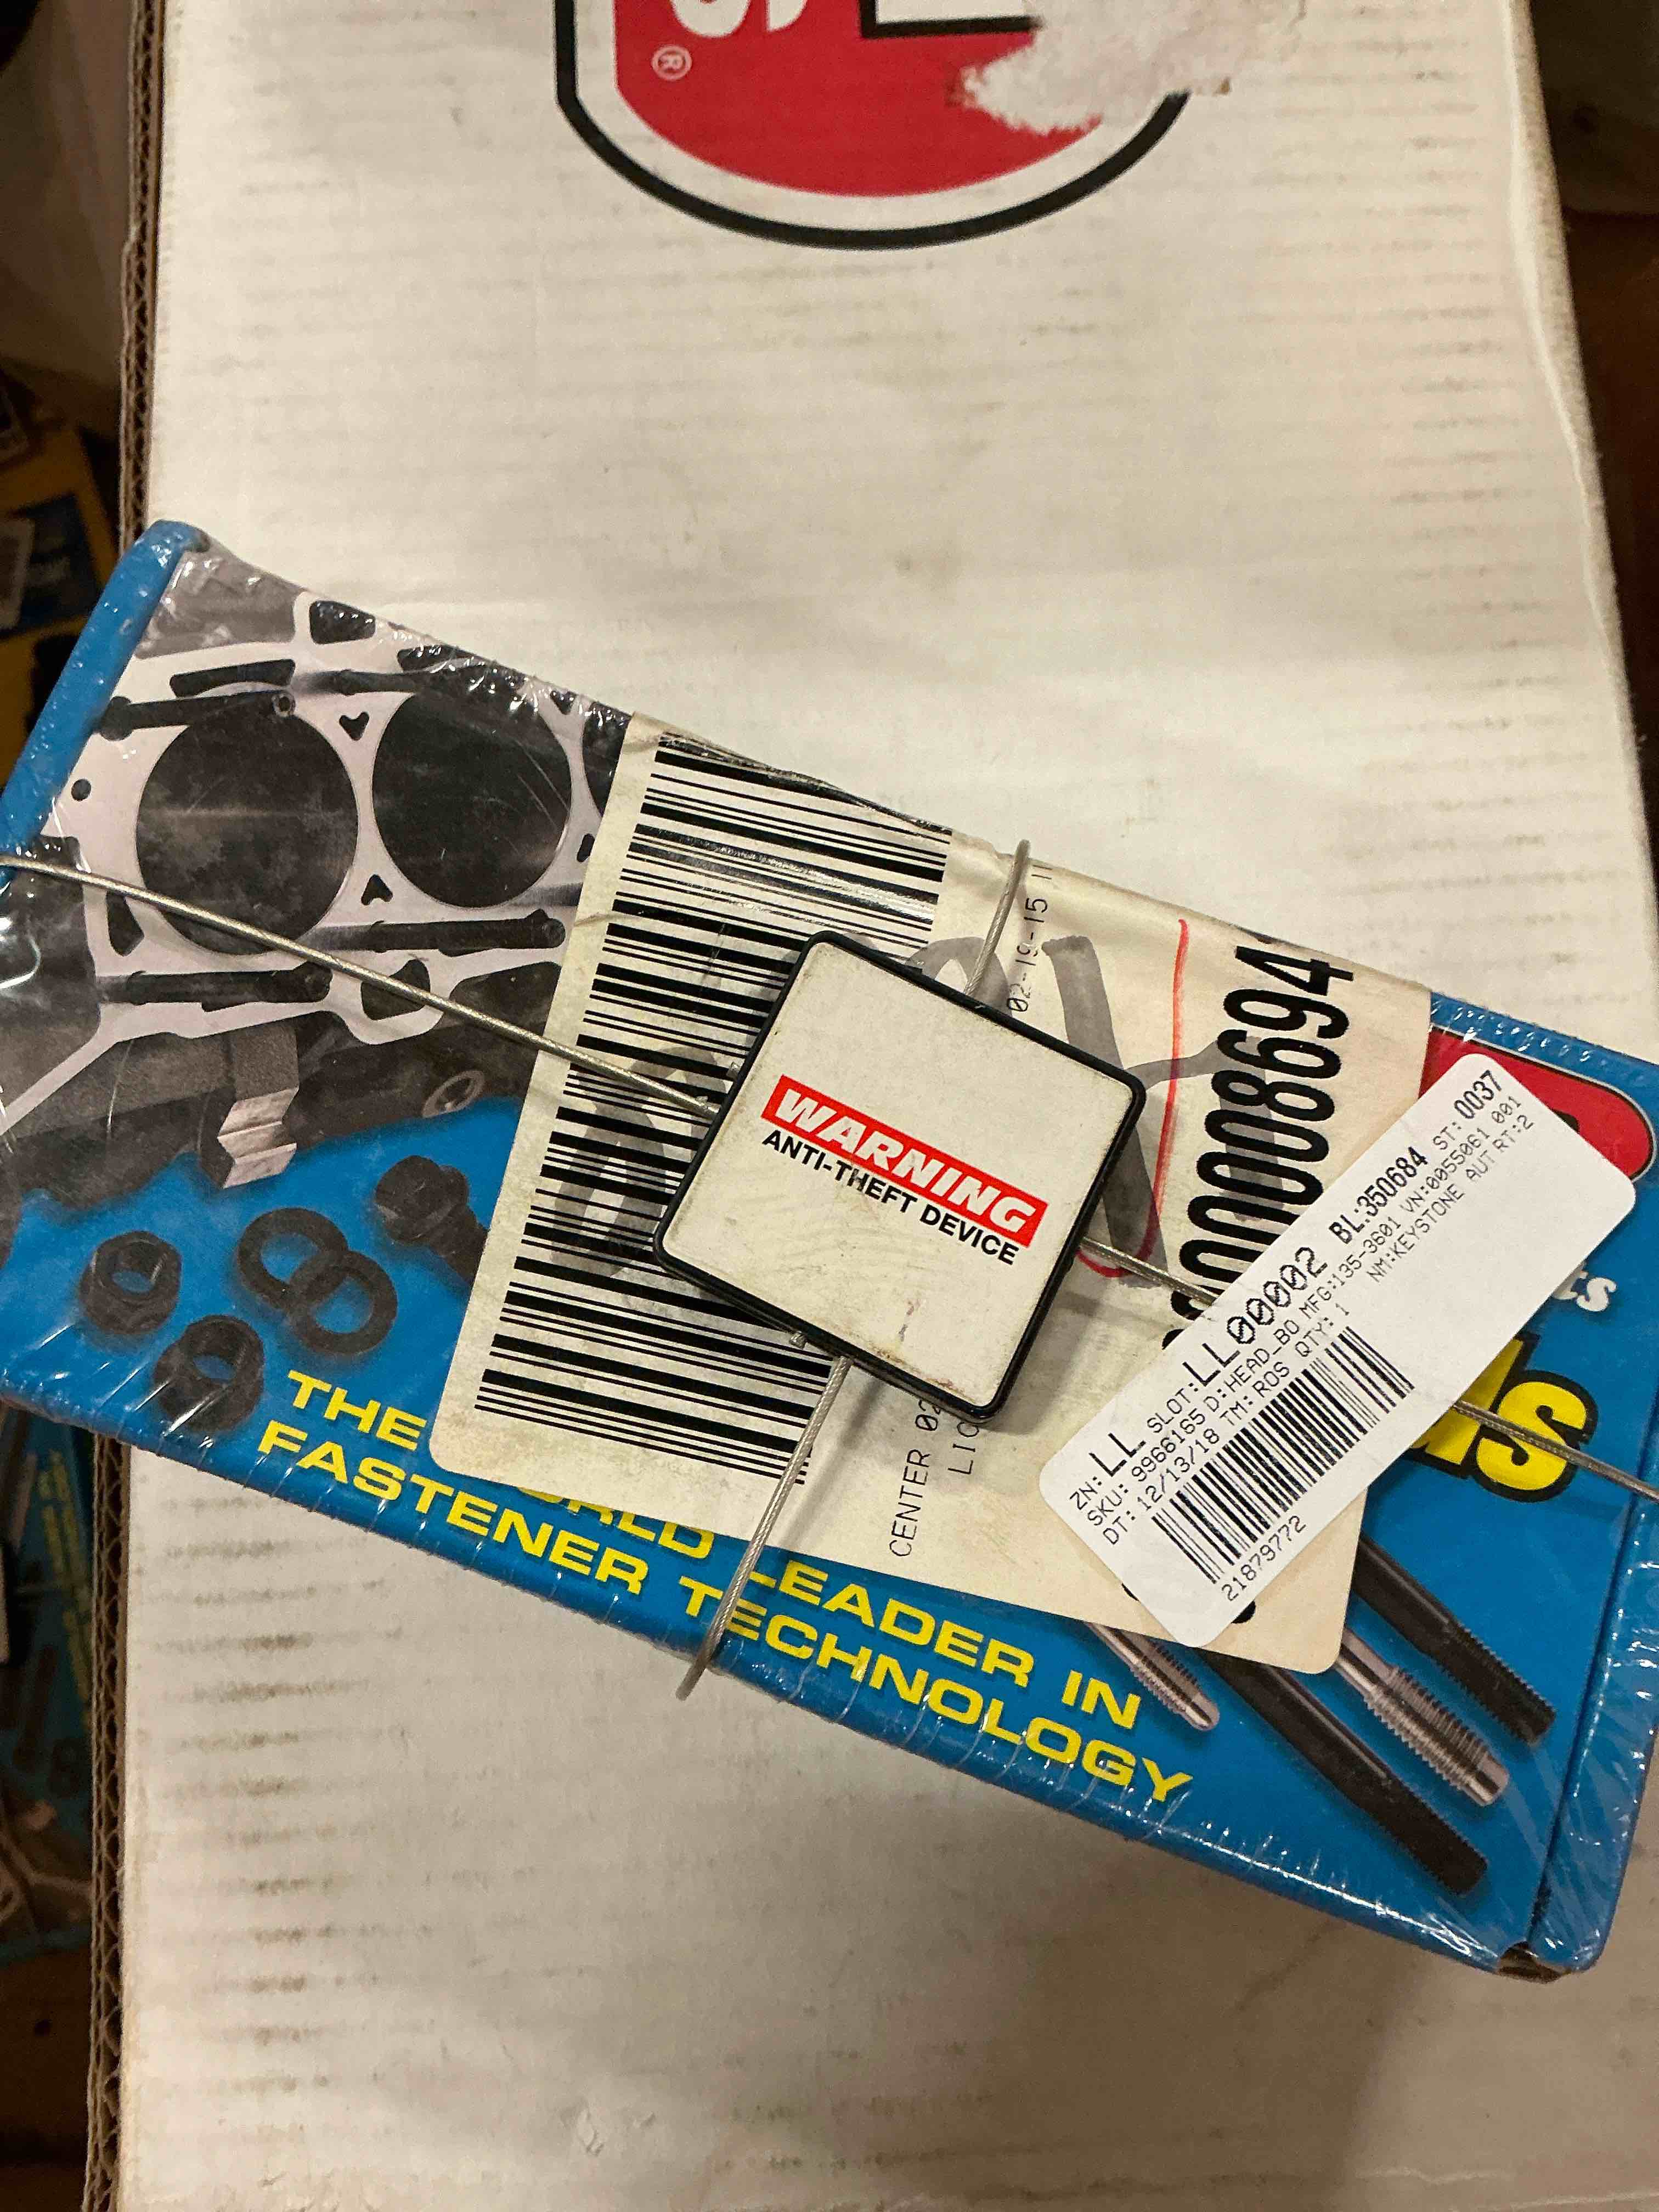 ®
02-19-15
WARNING
ANTI-THEFT DEVICE
CENTER 02
ZN:LL SLOT:LL00002 BL:350684 ST:0037
SKU:9966165 D:HEAD_BO MFG:135-3601 VN:0055061 001
DT:12/13/18 TM:ROS QTY:1 NM:KEYSTONE AUT RT:2
21879772
THE WORLD LEADER IN
FASTENER TECHNOLOGY